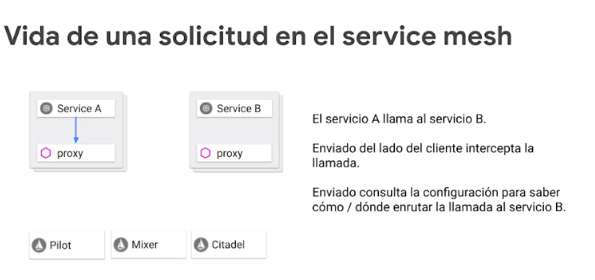 Vida de una solicitud en el service mesh
Service A
proxy
Service B
proxy
El servicio A llama al servicio B.
Enviado del lado del cliente intercepta la
llamada.
Enviado consulta la configuración para saber
cómo / dónde enrutar la llamada al servicio B.
Pilot
Mixer
Citadel